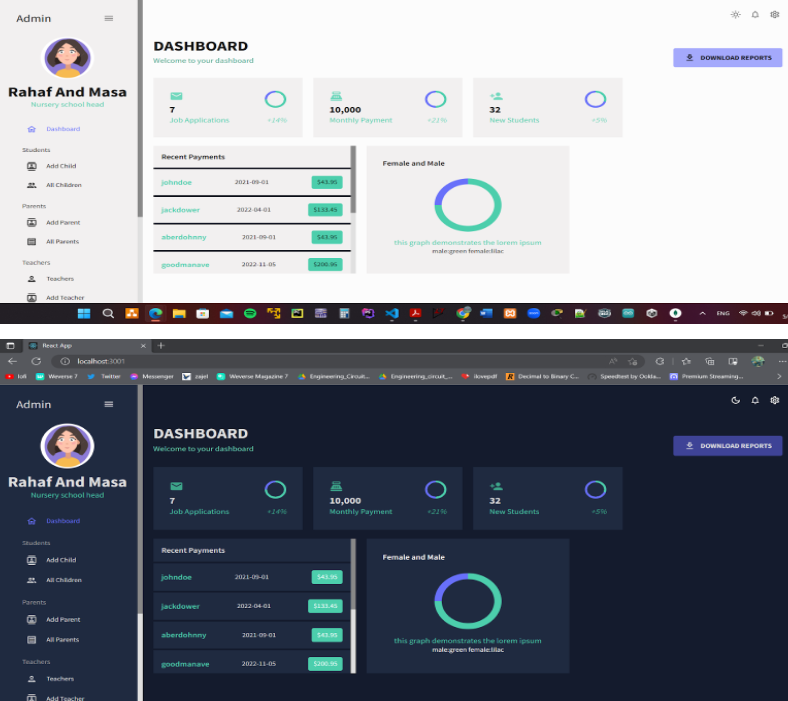 Admin
DASHBOARD
Welcome to your dashboard
DOWNLOAD REPORTS
Rahaf And Masa
Nursery school head
Dashboard
Students
Add Child
All Children
Parents
Add Parent
All Parents
Teachers
Teachers
Add Teacher
7
Job Applications
+14%
10,000
Monthly Payment
+21%
32
New Students
+5%
Recent Payments
johndoe 2021-09-01 $43.95
jackdower 2022-04-01 $133.45
aberdohnny 2021-09-01 $43.95
goodmanave 2022-11-05 $200.95
Female and Male
this graph demonstrates the lorem ipsum
male:green female:lilac
ENG
React App
localhost:3001
lofi Weverse 7 Twitter Messenger zajel Weverse Magazine 7 Engineering_Circuit... Engineering_circuit_... ilovepdf Decimal to Binary C... Speedtest by Ookla... Premium Streaming...
Admin
DASHBOARD
Welcome to your dashboard
DOWNLOAD REPORTS
Rahaf And Masa
Nursery school head
Dashboard
Students
Add Child
All Children
Parents
Add Parent
All Parents
Teachers
Teachers
Add Teacher
7
Job Applications
+14%
10,000
Monthly Payment
+21%
32
New Students
+5%
Recent Payments
johndoe 2021-09-01 $43.95
jackdower 2022-04-01 $133.45
aberdohnny 2021-09-01 $43.95
goodmanave 2022-11-05 $200.95
Female and Male
this graph demonstrates the lorem ipsum
male:green female:lilac